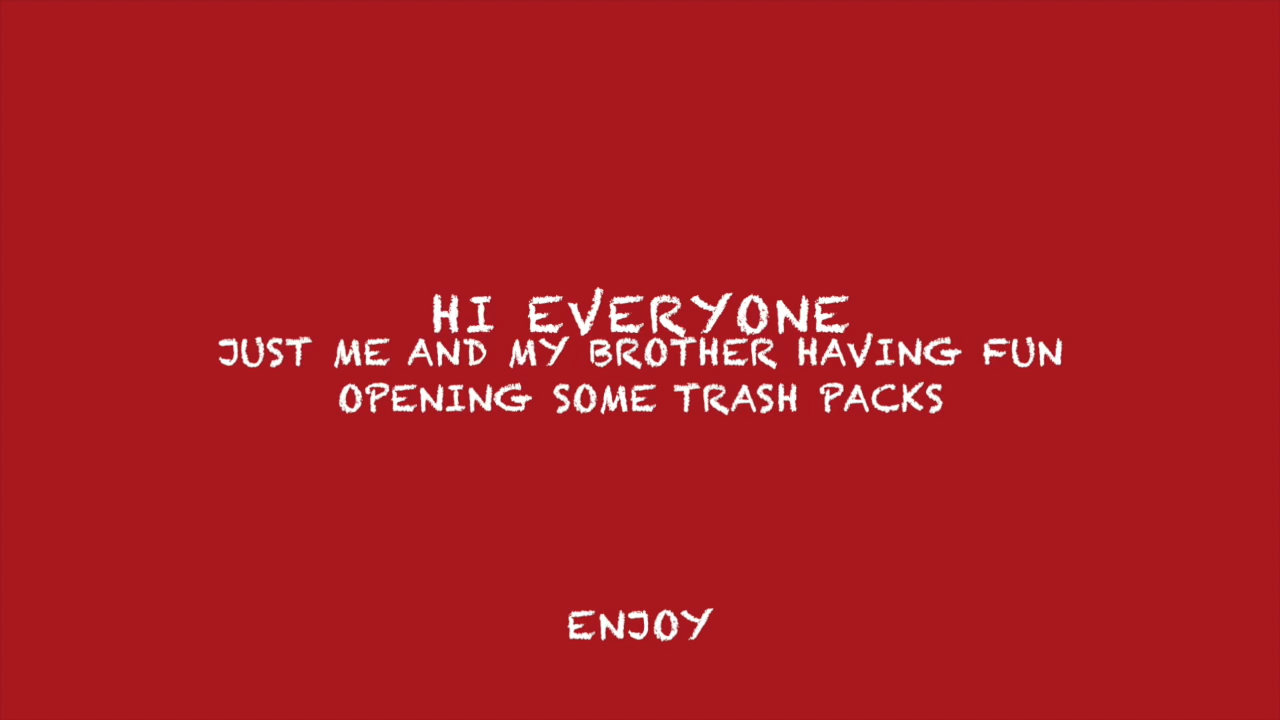 HI EVERYONE
JUST ME AND MY BROTHER HAVING FUN
OPENING SOME TRASH PACKS
ENJOY